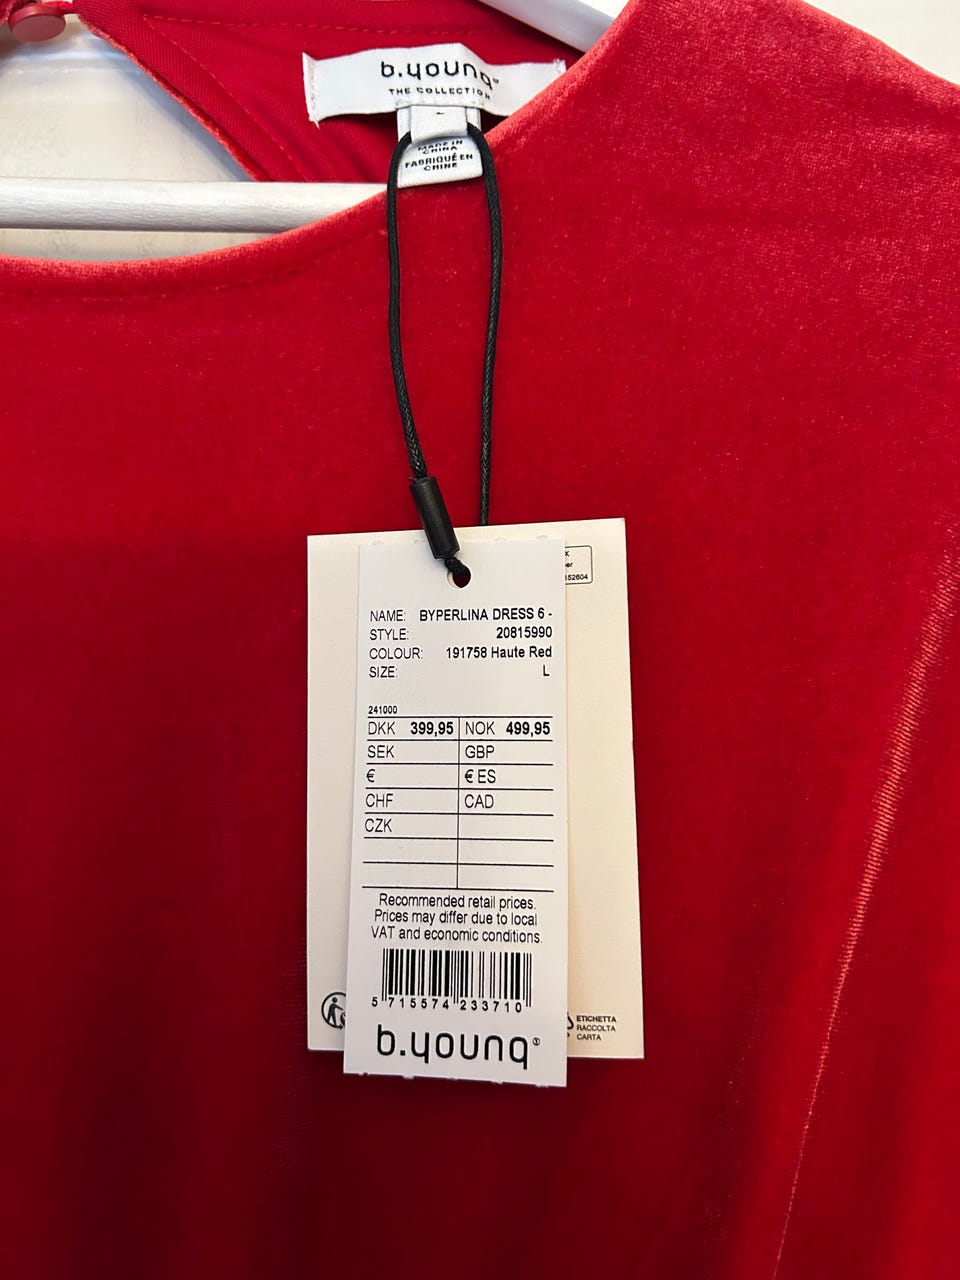 b.young®
THE COLLECTION
L
MADE IN
CHINA
FABRIQUÉ EN
CHINE
152604
NAME: BYPERLINA DRESS 6 -
STYLE: 20815990
COLOUR: 191758 Haute Red
SIZE: L
241000
DKK 399,95 NOK 499,95
SEK GBP
€ € ES
CHF CAD
CZK
Recommended retail prices.
Prices may differ due to local
VAT and economic conditions.
5 715574 233710
b.young®
ETICHETTA
RACCOLTA
CARTA